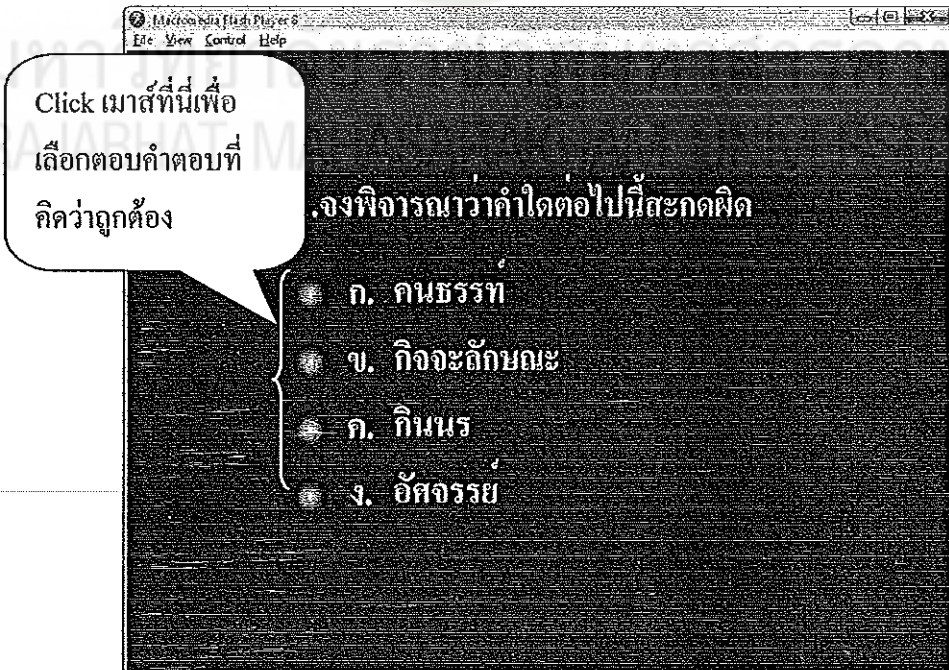 Macromedia Flash Player 6
File View Control Help
Click เมาส์ที่นี่เพื่อ
เลือกตอบคำตอบที่
คิดว่าถูกต้อง
.จงพิจารณาว่าคำใดต่อไปนี้สะกดผิด
ก. คนธรรท์
ข. กิจจะลักษณะ
ค. กินนร
ง. อัศจรรย์